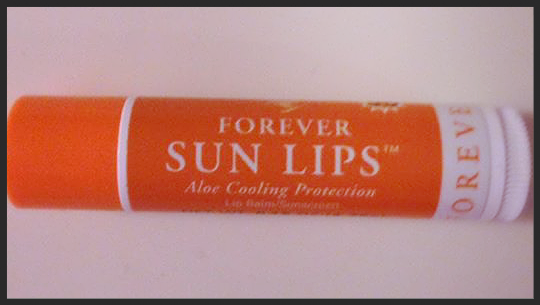 FOREVER
SUN LIPS™
Aloe Cooling Protection
Lip Balm/Sunscreen
FOREVE